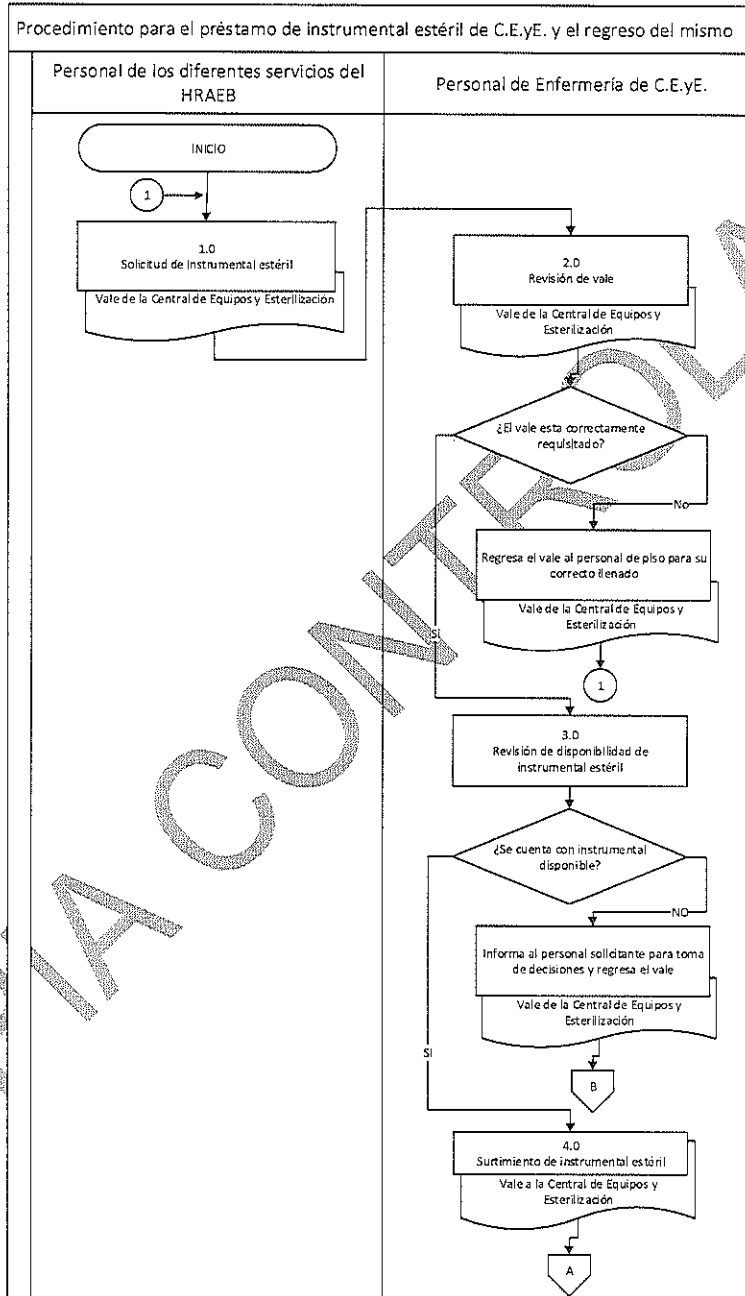 Procedimiento para el préstamo de instrumental estéril de C.E.yE. y el regreso del mismo
Personal de los diferentes servicios del
HRAEB
Personal de Enfermería de C.E.yE.
INICIO
1
1.0
Solicitud de Instrumental estéril
Vale de la Central de Equipos y Esterilización
2.0
Revisión de vale
Vale de la Central de Equipos y
Esterilización
¿El vale esta correctamente
requisitado?
No
Regresa el vale al personal de piso para su
correcto llenado
Vale de la Central de Equipos y
Esterilización
Si
1
3.0
Revisión de disponibilidad de
instrumental estéril
¿Se cuenta con instrumental
disponible?
NO
Informa al personal solicitante para toma
de decisiones y regresa el vale
Vale de la Central de Equipos y
Esterilización
SI
B
4.0
Surtimiento de instrumental estéril
Vale a la Central de Equipos y
Esterilización
A